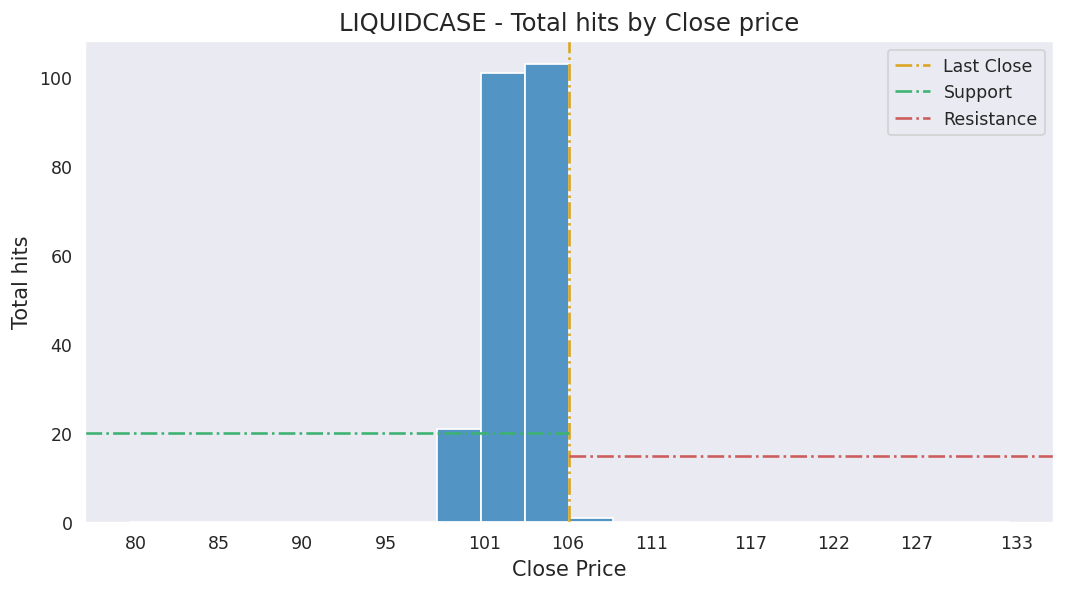 LIQUIDCASE - Total hits by Close price
Last Close
Support
Resistance
Total hits
100
80
60
40
20
0
80 85 90 95 101 106 111 117 122 127 133
Close Price